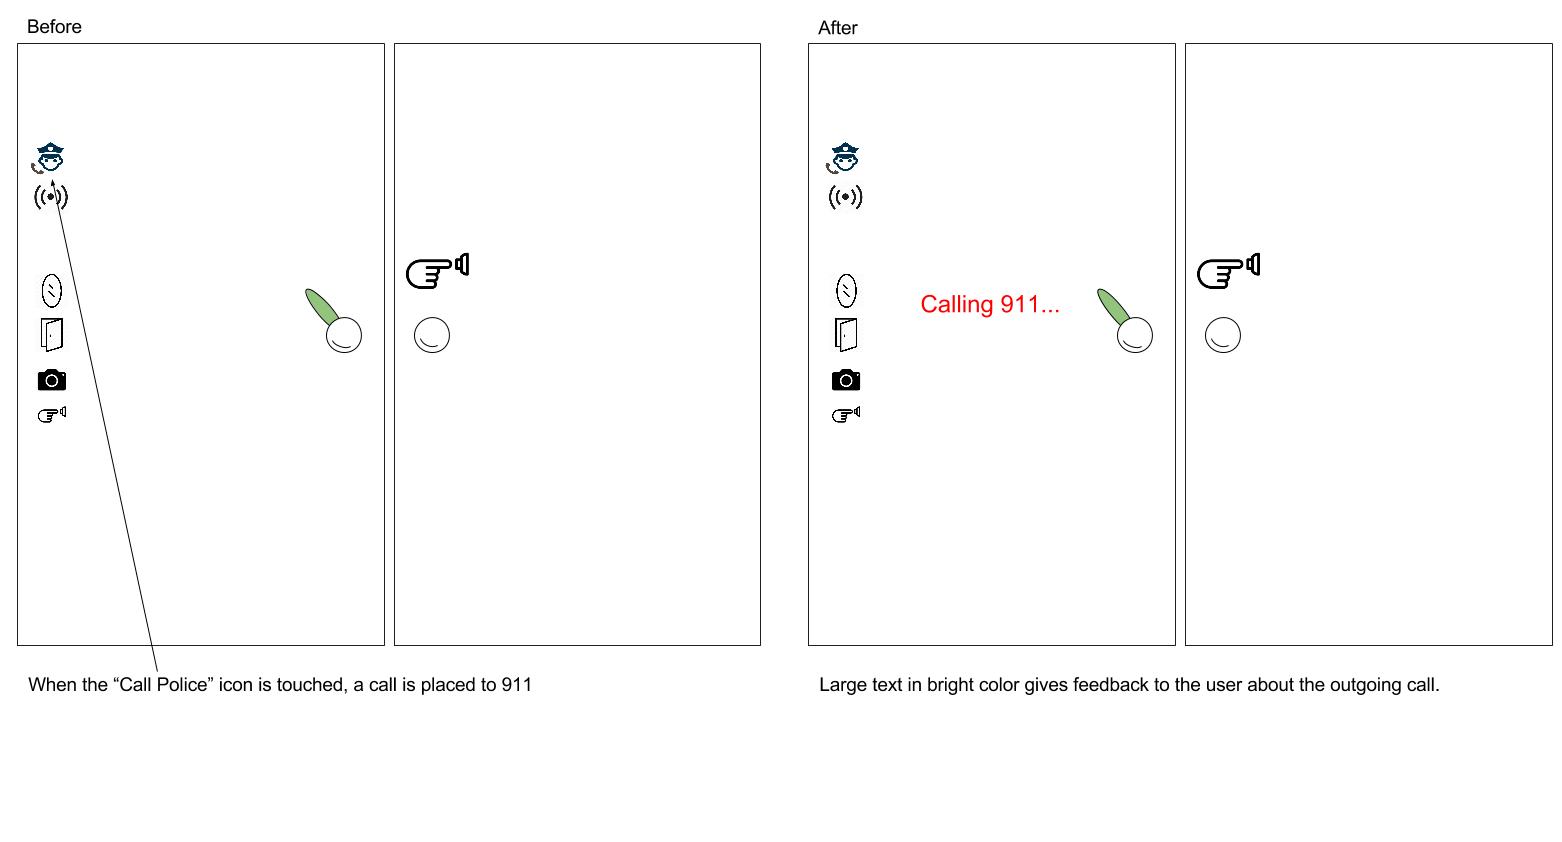 Before
After
Calling 911...
When the “Call Police” icon is touched, a call is placed to 911
Large text in bright color gives feedback to the user about the outgoing call.